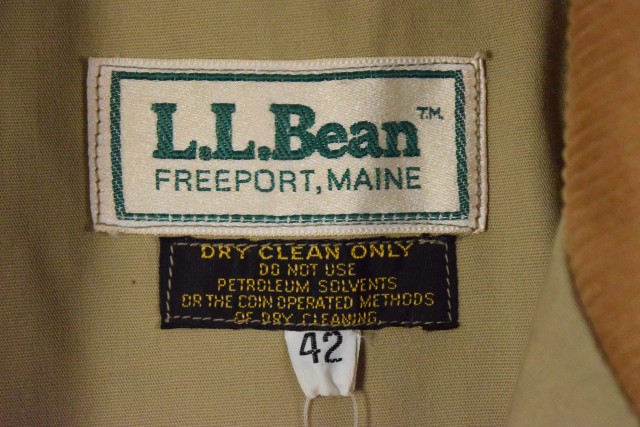 L.L.Bean T.M.
FREEPORT, MAINE
DRY CLEAN ONLY
DO NOT USE
PETROLEUM SOLVENTS
OR THE COIN OPERATED METHODS
OF DRY CLEANING.
42